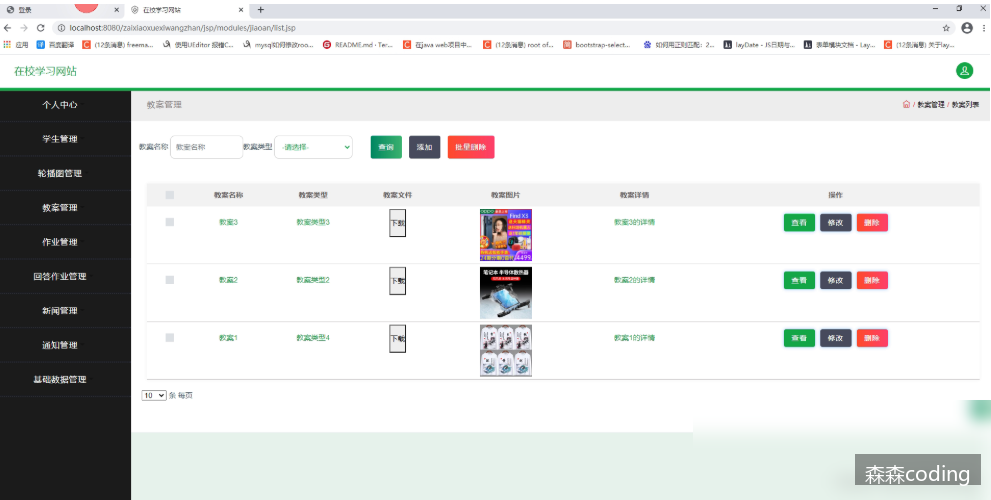 登录
在校学习网站
localhost:8080/zaixiaoxuexiwangzhan/jsp/modules/jiaoan/list.jsp
应用 百度翻译 (12条消息) freema... 使用UEditor 报错C... mysql如何修改roo... README.md · Ter... 在java web项目中... (12条消息) root of... bootstrap-select... 如何用正则匹配：2... layDate - JS日期与... 表单模块文档 - Lay... (12条消息) 关于lay...
在校学习网站
个人中心
学生管理
轮播图管理
教案管理
作业管理
回答作业管理
新闻管理
通知管理
基础数据管理
教案管理
/ 教案管理 / 教案列表
教案名称 教案名称 教案类型 -请选择- 查询 添加 批量删除
教案名称 教案类型 教案文件 教案图片 教案详情 操作
教案3 教案类型3 下载 教案3的详情 查看 修改 删除
Find X3
4499
教案2 教案类型2 下载 教案2的详情 查看 修改 删除
笔记本 半导体散热器
教案1 教案类型4 下载 教案1的详情 查看 修改 删除
10 条 每页
森森coding